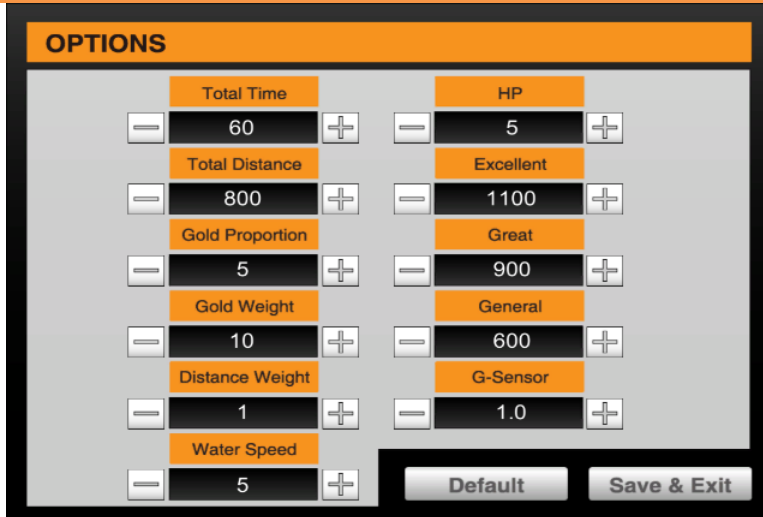 OPTIONS
Total Time
60
Total Distance
800
Gold Proportion
5
Gold Weight
10
Distance Weight
1
Water Speed
5
HP
5
Excellent
1100
Great
900
General
600
G-Sensor
1.0
Default
Save & Exit